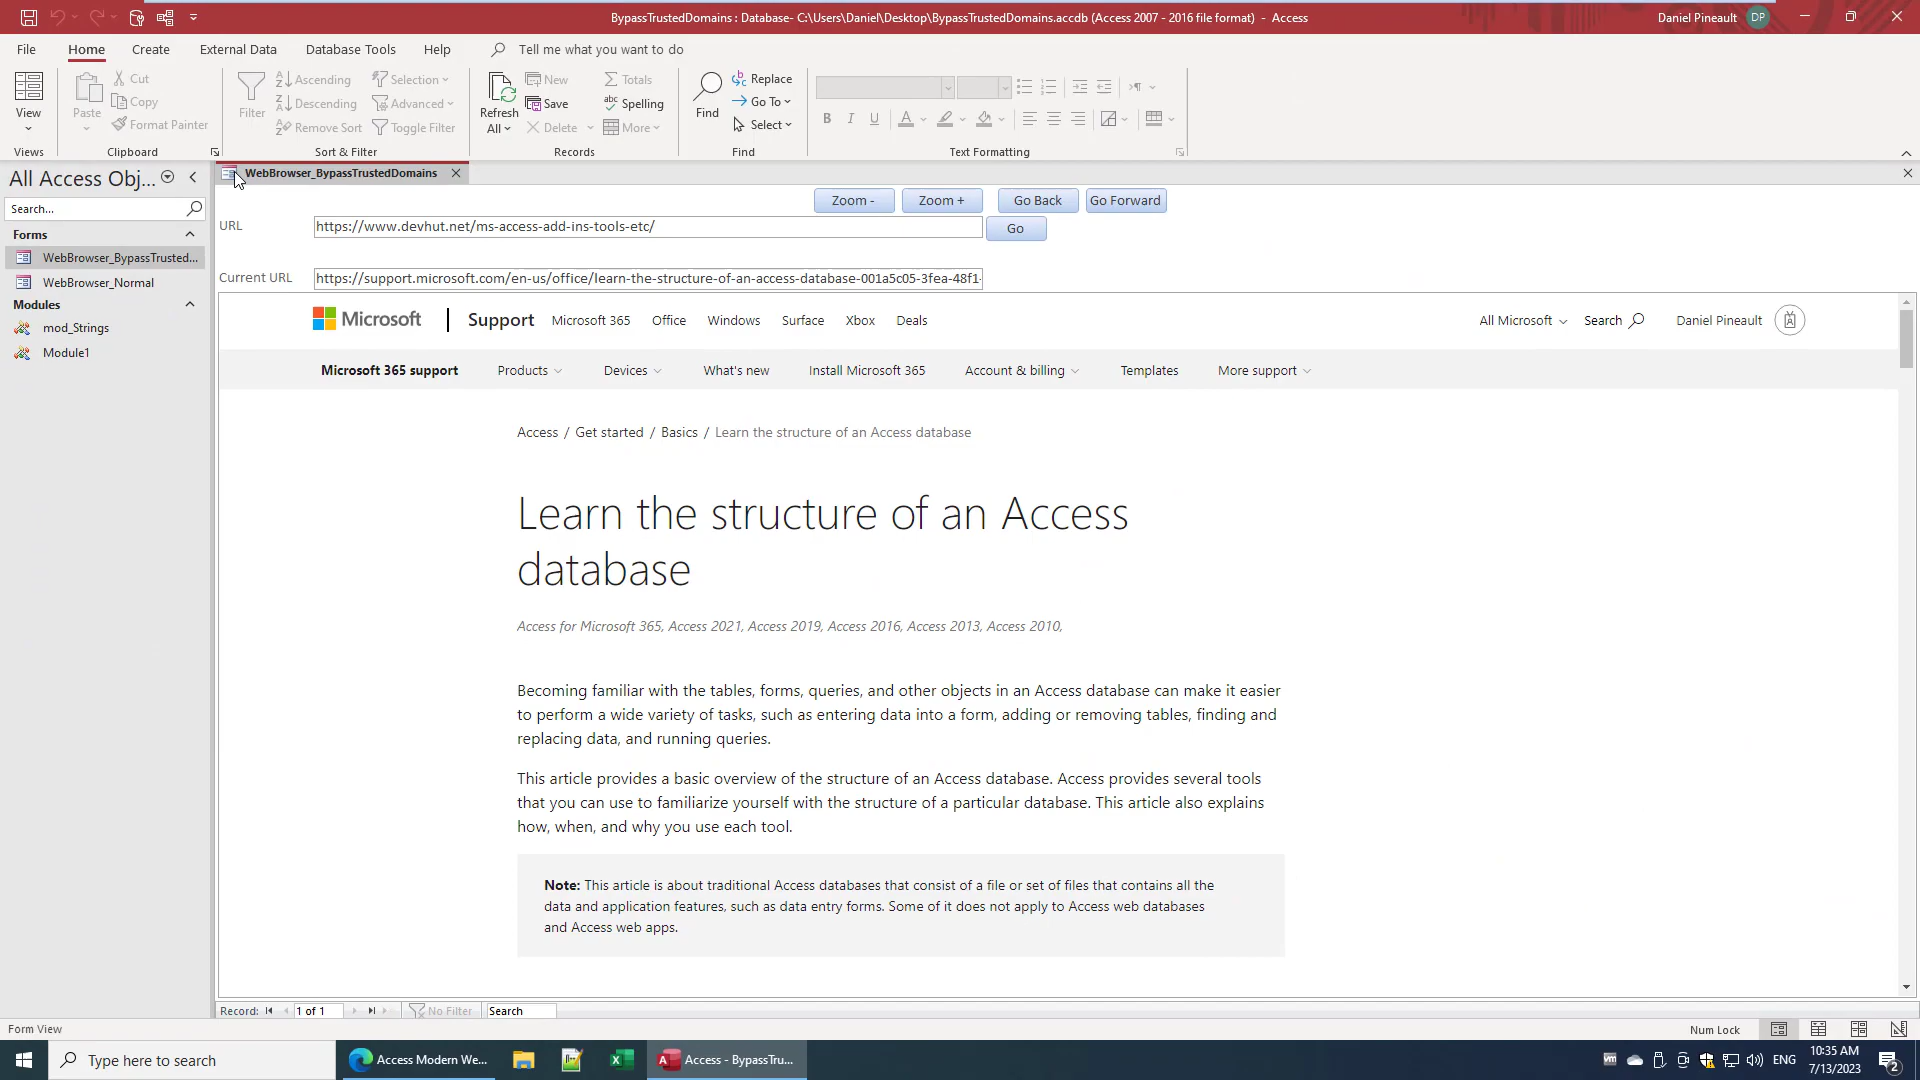 BypassTrustedDomains : Database- C:\Users\Daniel\Desktop\BypassTrustedDomains.accdb (Access 2007 - 2016 file format) - Access
Daniel Pineault DP
File Home Create External Data Database Tools Help Tell me what you want to do
View
Views
Paste
Cut
Copy
Format Painter
Clipboard
Filter
Ascending
Descending
Remove Sort
Selection
Advanced
Toggle Filter
Sort & Filter
Refresh
All
New
Save
Delete
Totals
Spelling
More
Records
Find
Replace
Go To
Select
Find
B I U A
Text Formatting
All Access Obj...
Search...
Forms
WebBrowser_BypassTrusted...
WebBrowser_Normal
Modules
mod_Strings
Module1
WebBrowser_BypassTrustedDomains
Zoom - Zoom + Go Back Go Forward
URL https://www.devhut.net/ms-access-add-ins-tools-etc/ Go
Current URL https://support.microsoft.com/en-us/office/learn-the-structure-of-an-access-database-001a5c05-3fea-48f1-
Microsoft Support Microsoft 365 Office Windows Surface Xbox Deals All Microsoft Search Daniel Pineault
Microsoft 365 support Products Devices What's new Install Microsoft 365 Account & billing Templates More support
Access / Get started / Basics / Learn the structure of an Access database
Learn the structure of an Access
database
Access for Microsoft 365, Access 2021, Access 2019, Access 2016, Access 2013, Access 2010,
Becoming familiar with the tables, forms, queries, and other objects in an Access database can make it easier
to perform a wide variety of tasks, such as entering data into a form, adding or removing tables, finding and
replacing data, and running queries.
This article provides a basic overview of the structure of an Access database. Access provides several tools
that you can use to familiarize yourself with the structure of a particular database. This article also explains
how, when, and why you use each tool.
Note: This article is about traditional Access databases that consist of a file or set of files that contains all the
data and application features, such as data entry forms. Some of it does not apply to Access web databases
and Access web apps.
Record: 1 of 1 No Filter Search
Form View Num Lock
Type here to search Access Modern We... Access - BypassTru... ENG
10:35 AM
7/13/2023
2